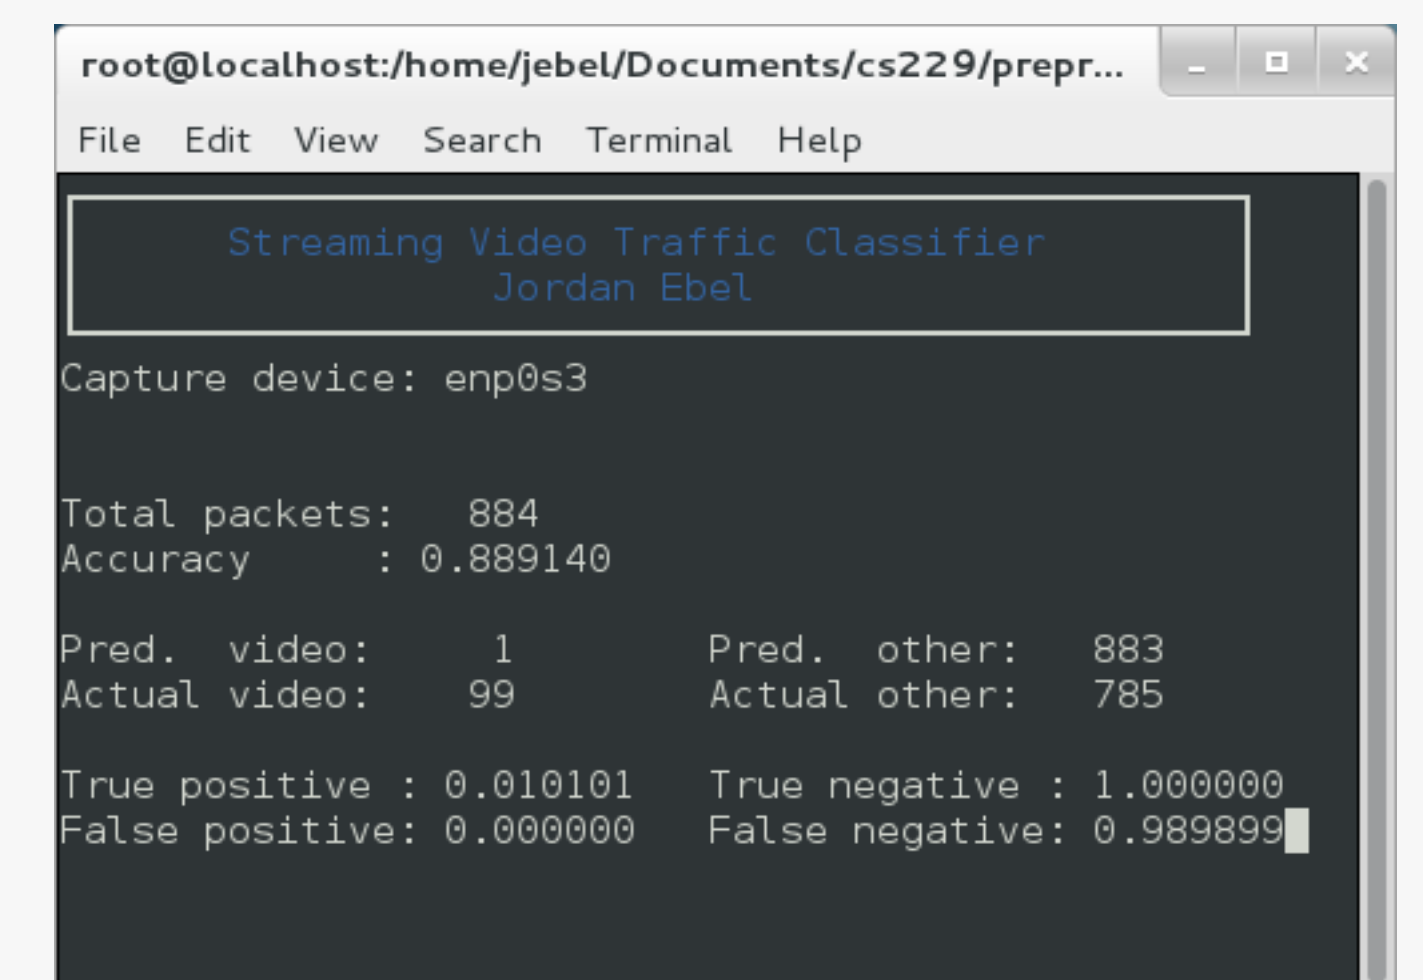 root@localhost:/home/jebel/Documents/cs229/prepr...
File Edit View Search Terminal Help
Streaming Video Traffic Classifier
Jordan Ebel
Capture device: enp0s3
Total packets: 884
Accuracy : 0.889140
Pred. video: 1 Pred. other: 883
Actual video: 99 Actual other: 785
True positive : 0.010101 True negative : 1.000000
False positive: 0.000000 False negative: 0.989899